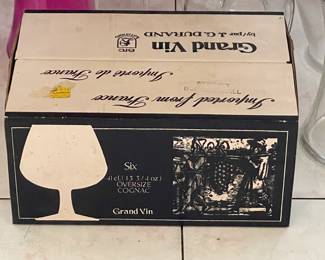 Grand Vin
by/par J. G. DURAND
Importé de France
Imported from France
Six
41 cl / 13 3/4 oz
OVERSIZE
COGNAC
Grand Vin